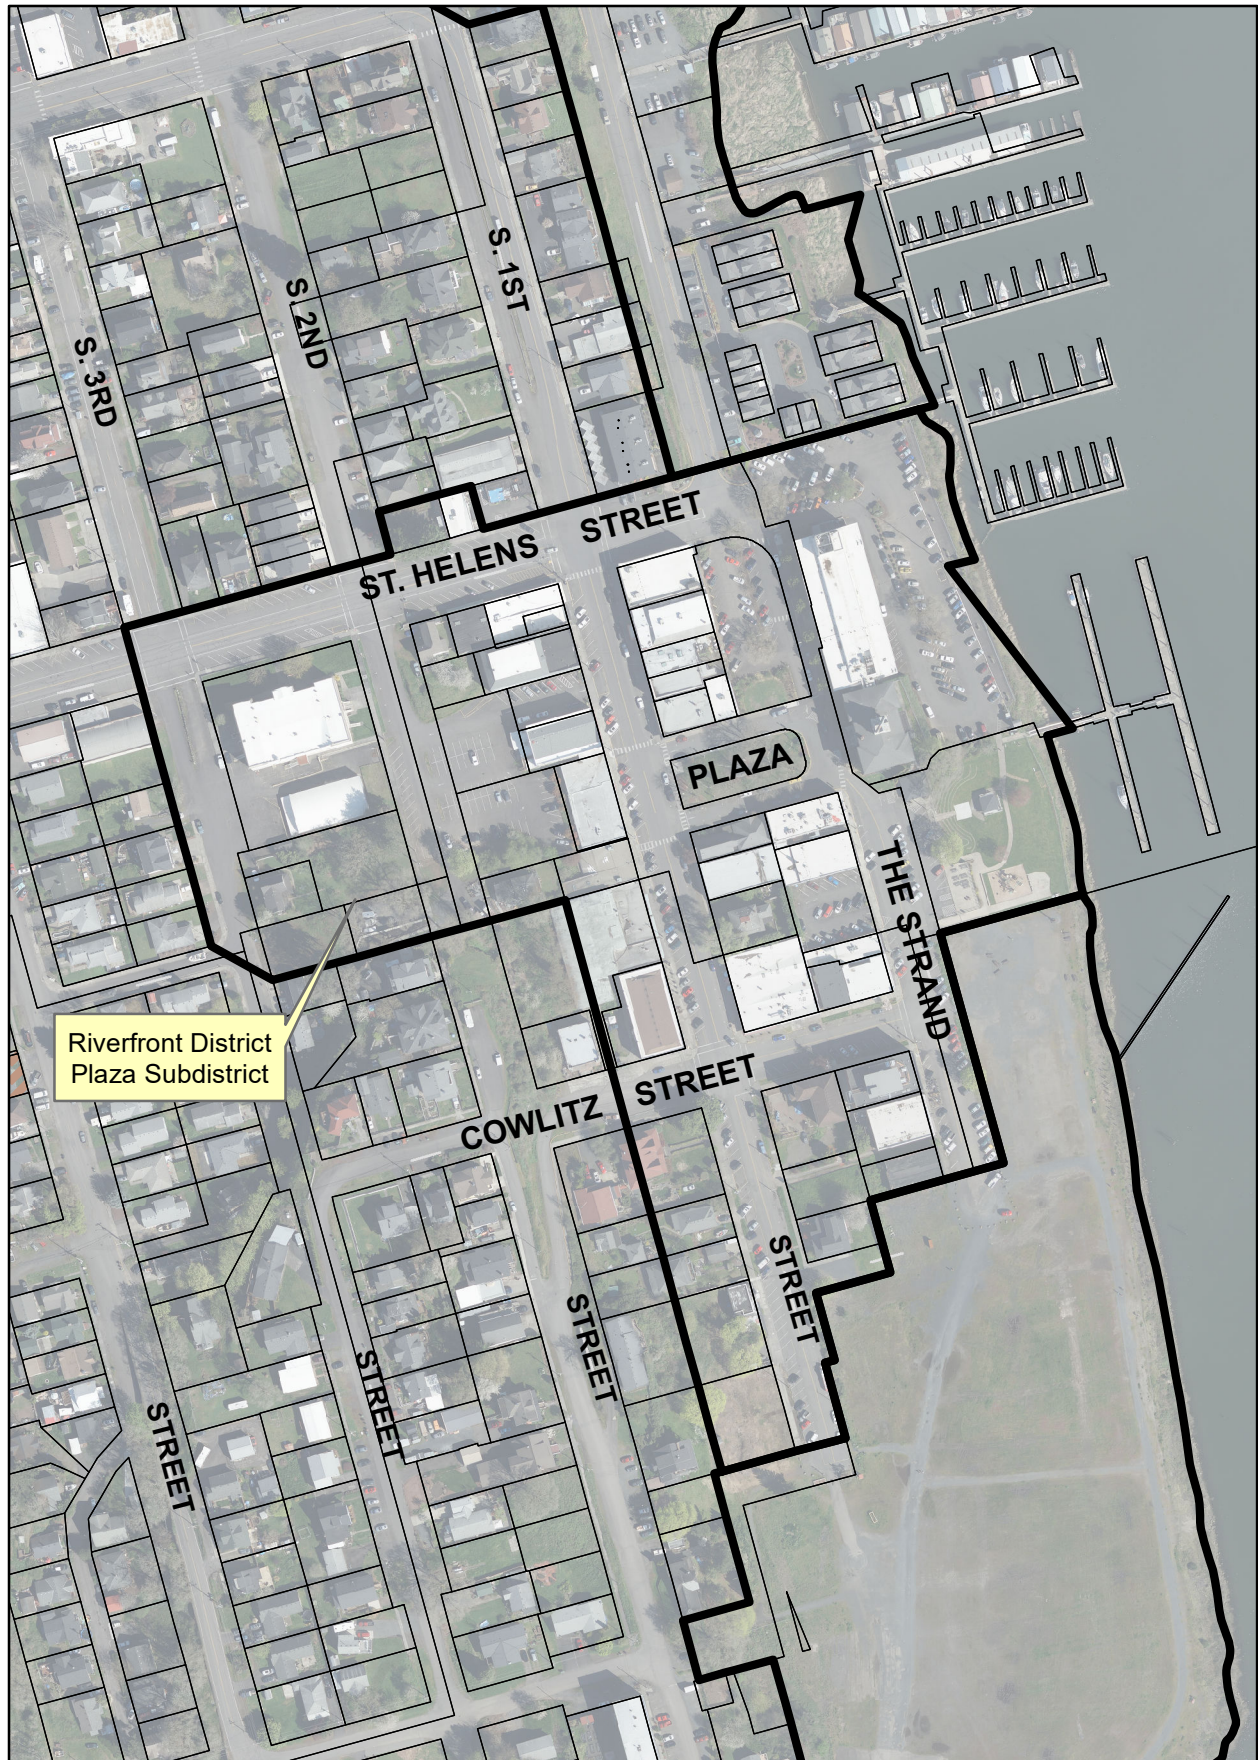 S. 1ST
S. 2ND
S. 3RD
STREET
ST. HELENS
PLAZA
THE STRAND
Riverfront District
Plaza Subdistrict
STREET
COWLITZ
STREET
STREET
STREET
STREET